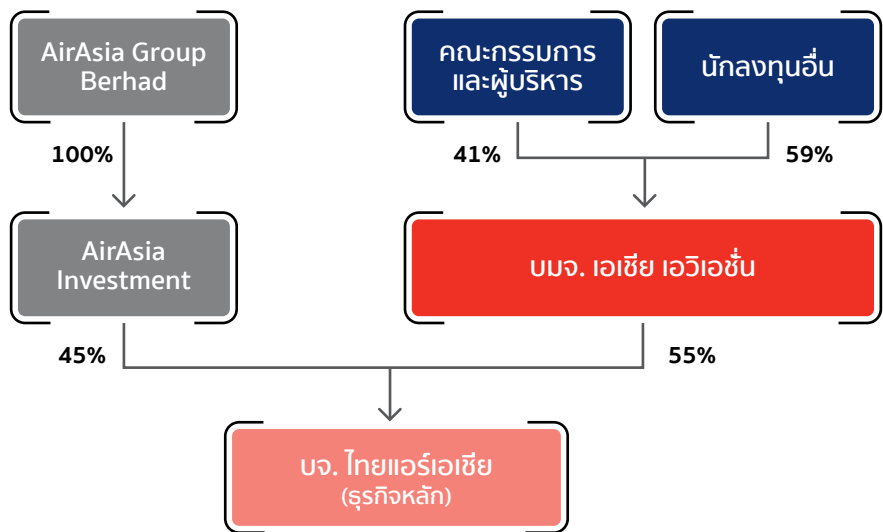 AirAsia Group
Berhad
คณะกรรมการ
และผู้บริหาร
นักลงทุนอื่น
100%
41%
59%
AirAsia
Investment
บมจ. เอเชีย เอวิเอชั่น
45%
55%
บจ. ไทยแอร์เอเชีย
(ธุรกิจหลัก)